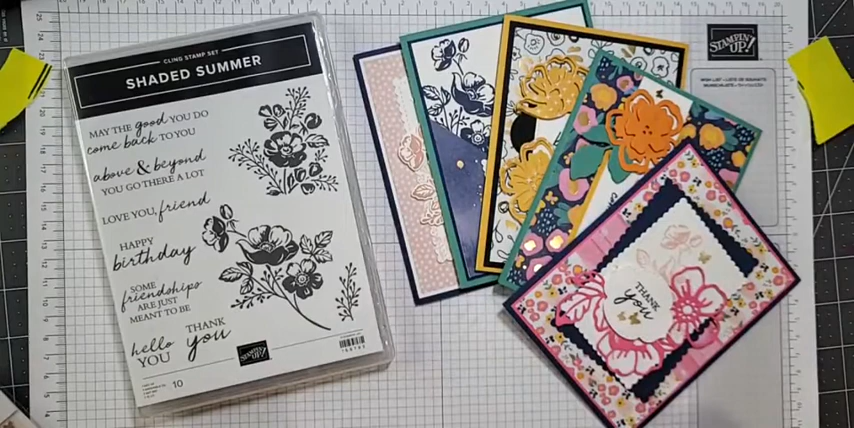 CLING STAMP SET
SHADED SUMMER
MAY THE good YOU DO
come back TO YOU
above & beyond
YOU GO THERE A LOT
LOVE YOU, friend
HAPPY
birthday
SOME
friendships
ARE JUST
MEANT TO BE
hello
YOU
THANK
you
STAMPIN' UP!
10
STAMPIN' UP!
THANK
you